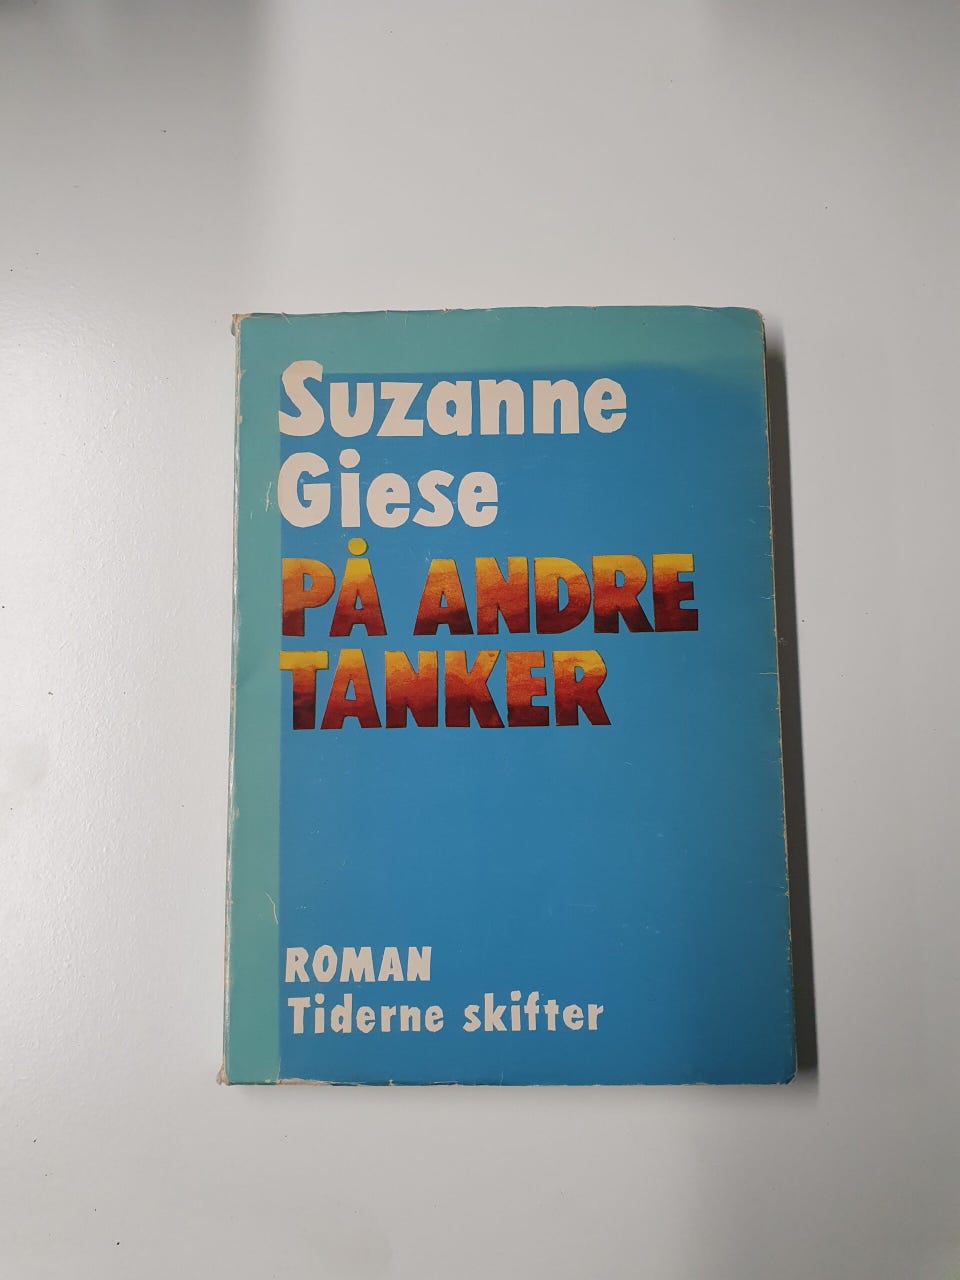 Suzanne
Giese
PÅ ANDRE
TANKER
ROMAN
Tiderne skifter